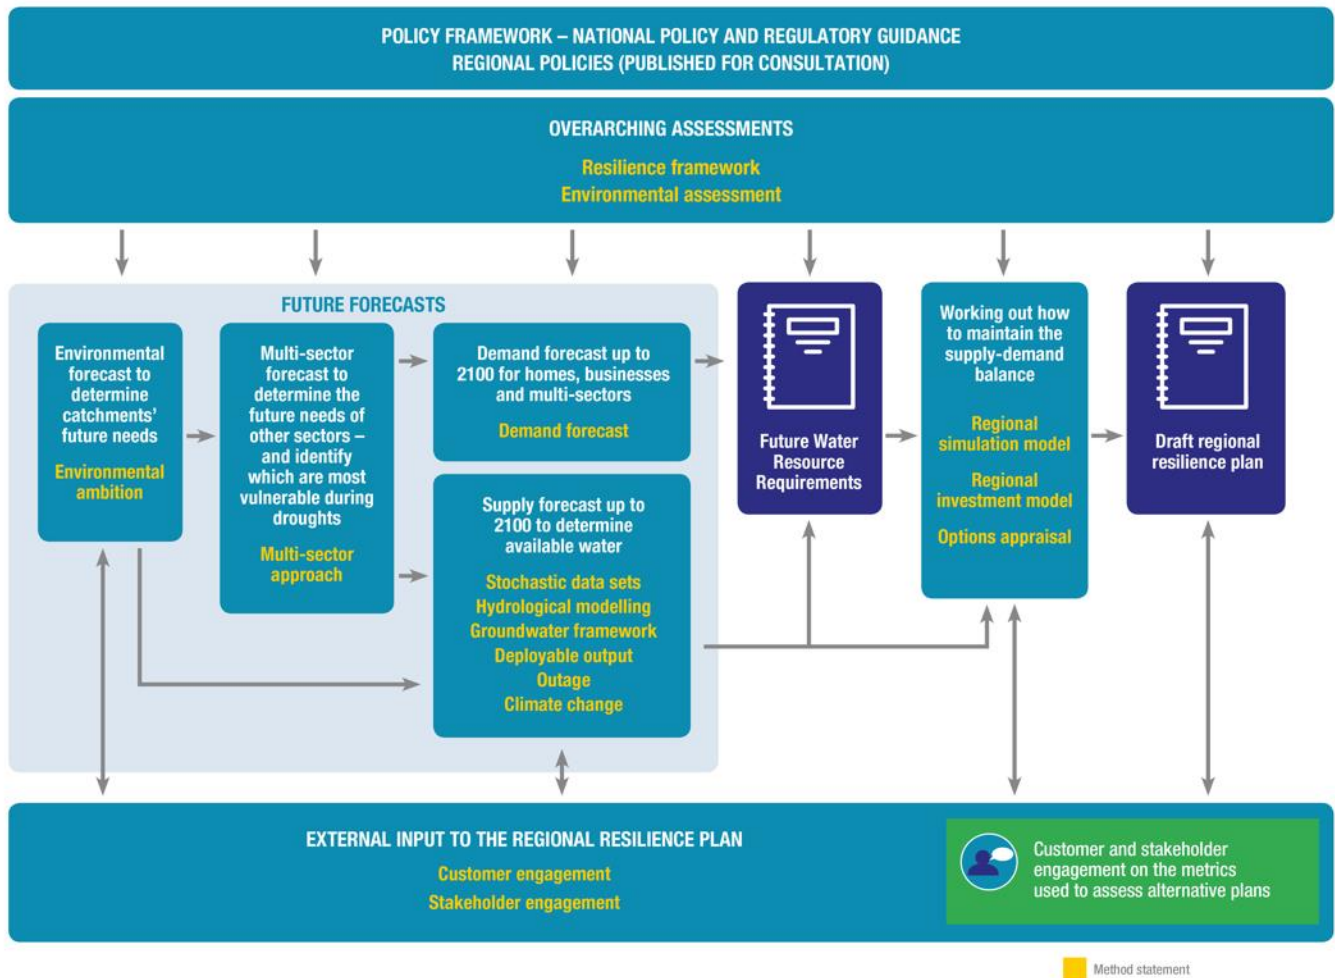 POLICY FRAMEWORK – NATIONAL POLICY AND REGULATORY GUIDANCE
REGIONAL POLICIES (PUBLISHED FOR CONSULTATION)
OVERARCHING ASSESSMENTS
Resilience framework
Environmental assessment
FUTURE FORECASTS
Environmental
forecast to
determine
catchments'
future needs
Environmental
ambition
Multi-sector
forecast to
determine the
future needs of
other sectors –
and identify
which are most
vulnerable during
droughts
Multi-sector
approach
Demand forecast up to
2100 for homes, businesses
and multi-sectors
Demand forecast
Supply forecast up to
2100 to determine
available water
Stochastic data sets
Hydrological modelling
Groundwater framework
Deployable output
Outage
Climate change
Future Water
Resource
Requirements
Working out how
to maintain the
supply-demand
balance
Regional
simulation model
Regional
investment model
Options appraisal
Draft regional
resilience plan
EXTERNAL INPUT TO THE REGIONAL RESILIENCE PLAN
Customer engagement
Stakeholder engagement
Customer and stakeholder
engagement on the metrics
used to assess alternative plans
Method statement